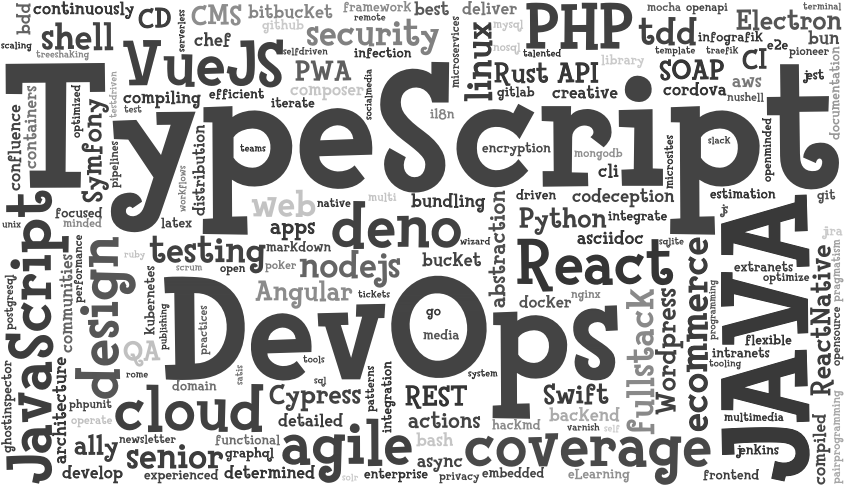 continuously
CD
CMS
bitbucket
framework
remote
best
deliver
PHP
mocha
openapi
terminal
bdd
scaling
shell
treeshaking
serverless
chef
github
selfdriven
security
infection
mysql
nosql
talented
tdd
infografik
Electron
bun
e2e
pioneer
template
traefik
CI
VueJS
PWA
composer
socialmedia
microservices
linux
Rust
API
library
SOAP
aws
jest
documentation
compiling
efficient
iterate
i18n
gitlab
creative
cordova
nushell
confluence
containers
optimized
Symfony
testdriven
test
pipelines
TypeScript
workflows
distribution
teams
encryption
mongodb
cli
microsites
slack
openminded
git
focused
minded
unix
latex
web
native
multi
bundling
driven
codeception
estimation
js
apps
deno
wizard
abstraction
Python
integrate
asciidoc
sqlite
JAVA
jira
JavaScript
postgresql
communities
performance
design
ruby
testing
scrum
open
markdown
poker
nodejs
bucket
React
extranets
optimize
pragmatism
ReactNative
opensource
kubernetes
publishing
practices
Angular
tickets
docker
nginx
fullstack
Wordpress
ecommerce
programming
flexible
intranets
tooling
DevOps
go
media
QA
rome
domain
satis
tools
sql
patterns
system
ghostinspector
architecture
phpunit
operate
cloud
Cypress
detailed
integration
REST
actions
hacKmd
Swift
backend
varnish
self
multimedia
compiled
pairprogramming
ally
newsletter
functional
graphql
agile
bash
async
coverage
jenkins
develop
senior
experienced
determined
solr
enterprise
privacy
embedded
eLearning
frontend